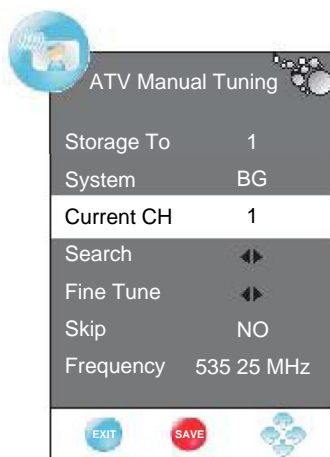 ATV Manual Tuning
Storage To 1
System BG
Current CH 1
Search
Fine Tune
Skip NO
Frequency 535 25 MHz
EXIT SAVE